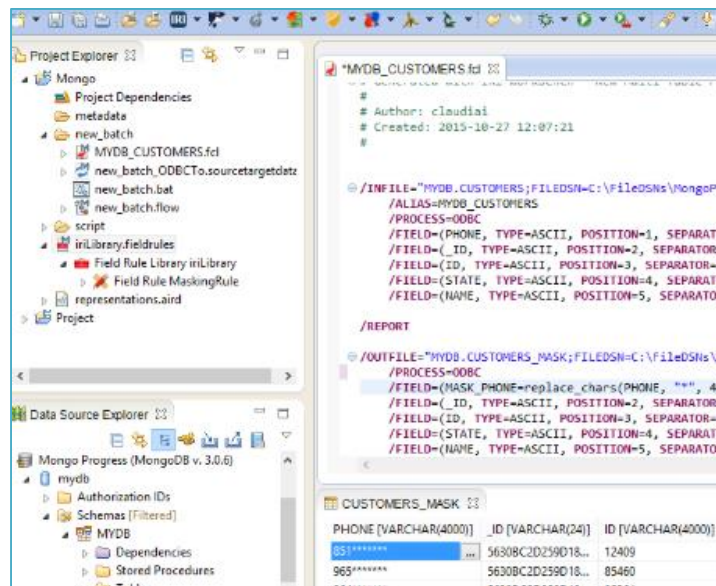 IRI
Project Explorer
Mongo
Project Dependencies
metadata
new_batch
MYDB_CUSTOMERS.fcl
new_batch_ODBCTo.sourcetargetdata
new_batch.bat
new_batch.flow
script
iriLibrary.fieldrules
Field Rule Library iriLibrary
Field Rule MaskingRule
representations.aird
Project
*MYDB_CUSTOMERS.fcl
#
# Author: claudiai
# Created: 2015-10-27 12:07:21
#
/INFILE="MYDB.CUSTOMERS;FILEDSN=C:\FileDSNs\MongoP
/ALIAS=MYDB_CUSTOMERS
/PROCESS=ODBC
/FIELD=(PHONE, TYPE=ASCII, POSITION=1, SEPARAT
/FIELD=(_ID, TYPE=ASCII, POSITION=2, SEPARATOR
/FIELD=(ID, TYPE=ASCII, POSITION=3, SEPARATOR=
/FIELD=(STATE, TYPE=ASCII, POSITION=4, SEPARAT
/FIELD=(NAME, TYPE=ASCII, POSITION=5, SEPARATO
/REPORT
/OUTFILE="MYDB.CUSTOMERS_MASK;FILEDSN=C:\FileDSNs\
/PROCESS=ODBC
/FIELD=(MASK_PHONE=replace_chars(PHONE, "*", 4
/FIELD=(_ID, TYPE=ASCII, POSITION=2, SEPARATOR
/FIELD=(ID, TYPE=ASCII, POSITION=3, SEPARATOR=
/FIELD=(STATE, TYPE=ASCII, POSITION=4, SEPARAT
/FIELD=(NAME, TYPE=ASCII, POSITION=5, SEPARATO
Data Source Explorer
Mongo Progress (MongoDB v. 3.0.6)
mydb
Authorization IDs
Schemas [Filtered]
MYDB
Dependencies
Stored Procedures
CUSTOMERS_MASK
PHONE [VARCHAR(4000)] _ID [VARCHAR(24)] ID [VARCHAR(4000)]
851******* ... 5630BC2D259D18... 12409
965******* 5630BC2D259D18... 85460